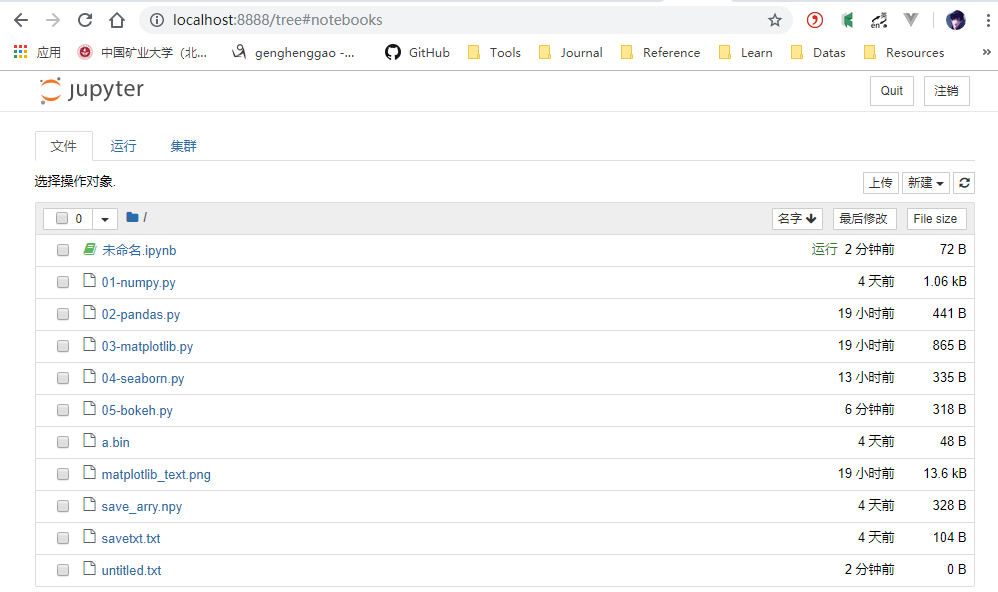 localhost:8888/tree#notebooks
en
应用 中国矿业大学（北... genghenggao -... GitHub Tools Journal Reference Learn Datas Resources »
jupyter Quit 注销
文件 运行 集群
选择操作对象. 上传 新建
0 / 名字 最后修改 File size
未命名.ipynb 运行 2 分钟前 72 B
01-numpy.py 4 天前 1.06 kB
02-pandas.py 19 小时前 441 B
03-matplotlib.py 19 小时前 865 B
04-seaborn.py 13 小时前 335 B
05-bokeh.py 6 分钟前 318 B
a.bin 4 天前 48 B
matplotlib_text.png 19 小时前 13.6 kB
save_arry.npy 4 天前 328 B
savetxt.txt 4 天前 104 B
untitled.txt 2 分钟前 0 B